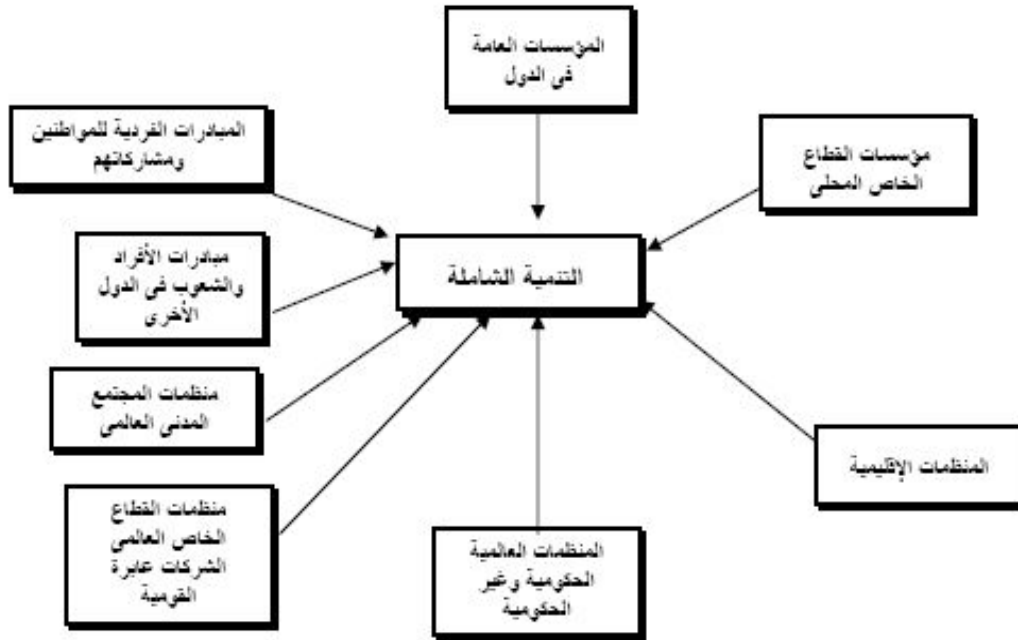 المؤسسات العامة
فى الدول
المبادرات الفردية للمواطنين
ومشاركاتهم
مؤسسات القطاع
الخاص المحلى
مبادرات الأفراد
والشعوب فى الدول
الأخرى
التنمية الشاملة
منظمات المجتمع
المدنى العالمى
المنظمات الإقليمية
منظمات القطاع
الخاص العالمى
الشركات عابرة
القومية
المنظمات العالمية
الحكومية وغير
الحكومية